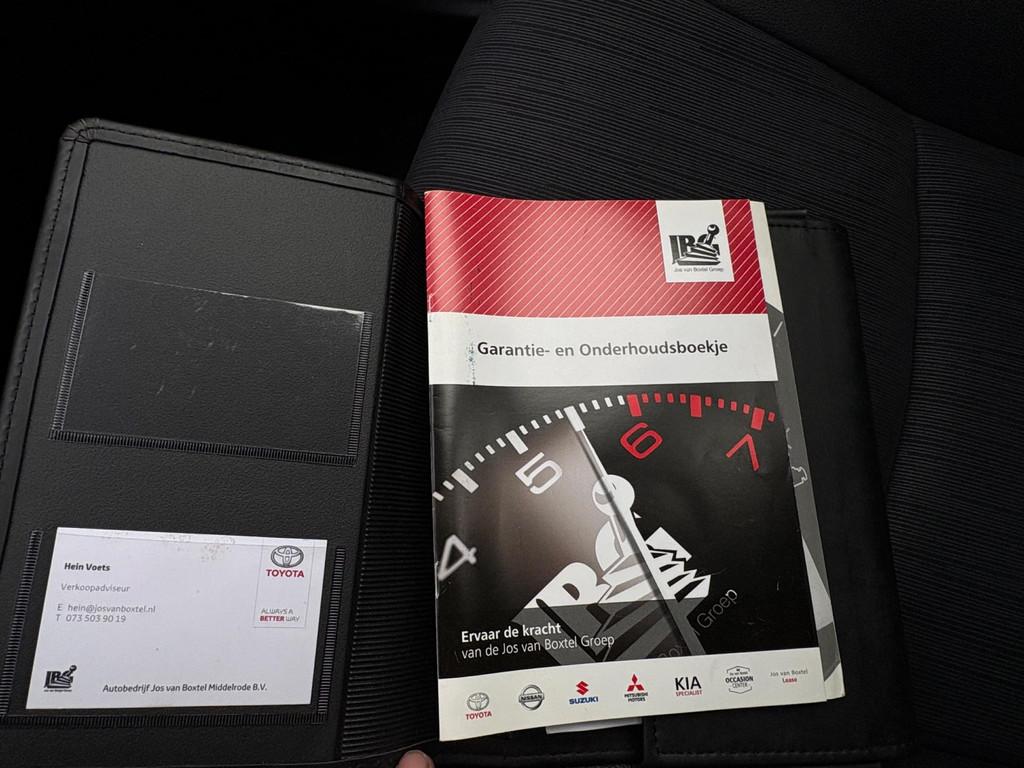 Hein Voets
Verkoopadviseur
E hein@josvanboxtel.nl
T 073 503 90 19
TOYOTA
ALWAYS A
BETTER WAY
Autobedrijf Jos van Boxtel Middelrode B.V.
JBG
Jos van Boxtel Groep
Garantie- en Onderhoudsboekje
4
5
6
7
Groep
Ervaar de kracht
van de Jos van Boxtel Groep
TOYOTA
NISSAN
SUZUKI
MITSUBISHI
MOTORS
KIA
SPECIALIST
OCCASION
CENTER
Jos van Boxtel
Lease